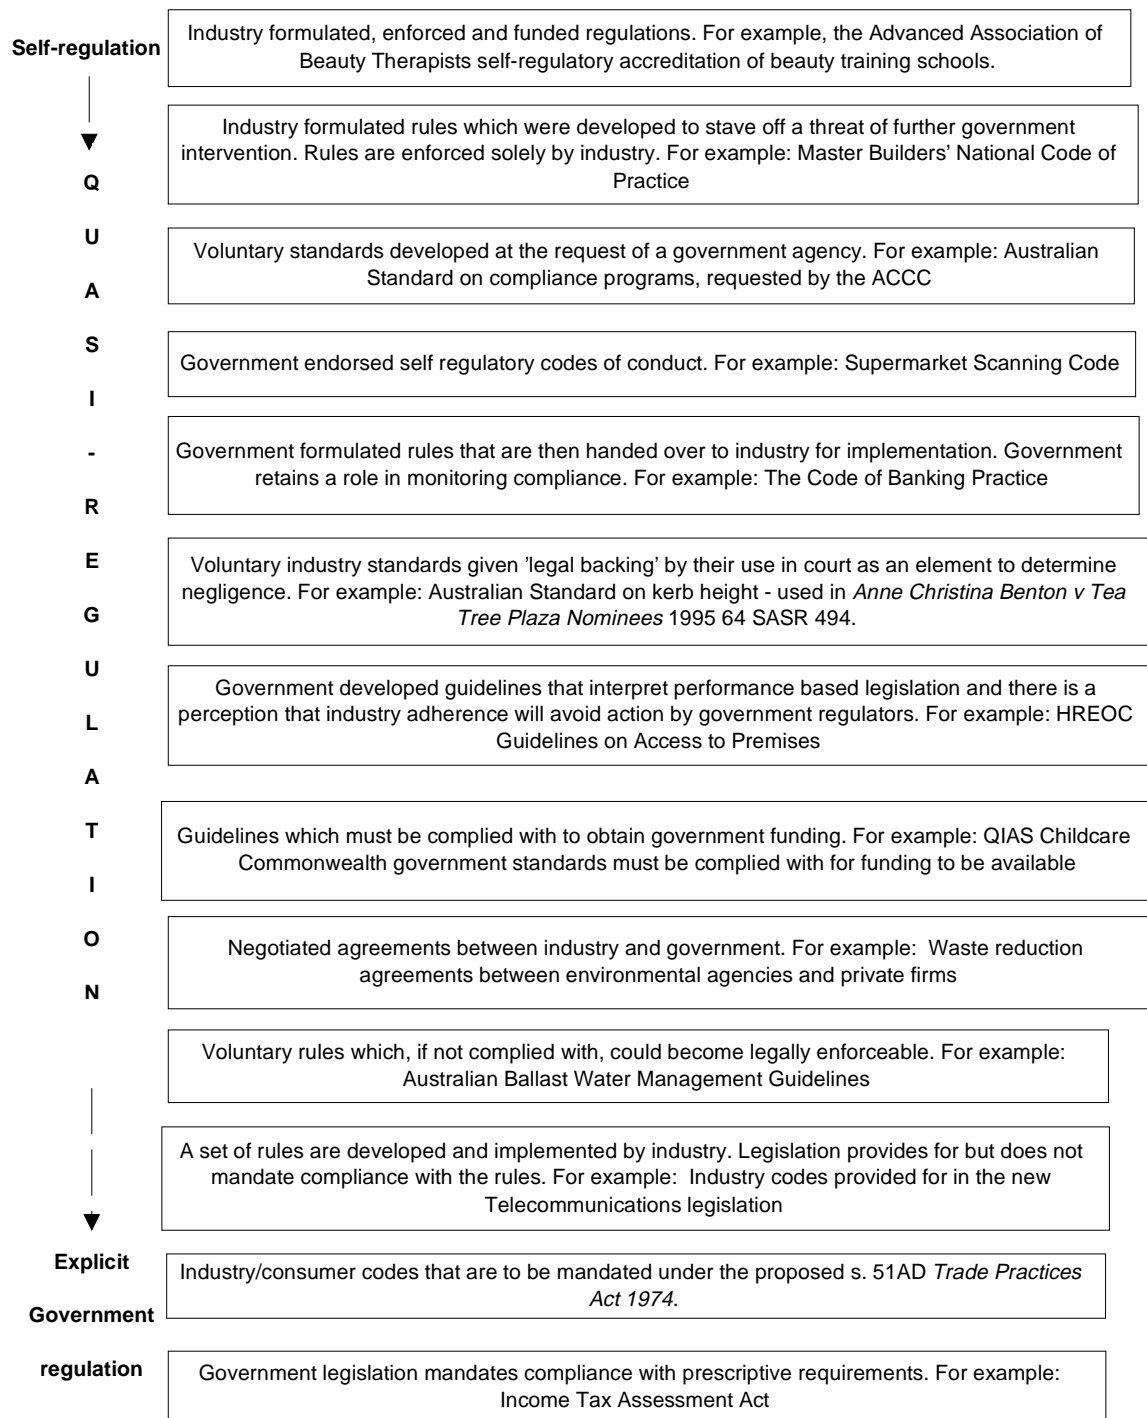 Self-regulation
Industry formulated, enforced and funded regulations. For example, the Advanced Association of
Beauty Therapists self-regulatory accreditation of beauty training schools.
Industry formulated rules which were developed to stave off a threat of further government
intervention. Rules are enforced solely by industry. For example: Master Builders' National Code of
Practice
Q
U
A
S
I
-
R
E
G
U
L
A
T
I
O
N
Voluntary standards developed at the request of a government agency. For example: Australian
Standard on compliance programs, requested by the ACCC
Government endorsed self regulatory codes of conduct. For example: Supermarket Scanning Code
Government formulated rules that are then handed over to industry for implementation. Government
retains a role in monitoring compliance. For example: The Code of Banking Practice
Voluntary industry standards given 'legal backing' by their use in court as an element to determine
negligence. For example: Australian Standard on kerb height - used in Anne Christina Benton v Tea
Tree Plaza Nominees 1995 64 SASR 494.
Government developed guidelines that interpret performance based legislation and there is a
perception that industry adherence will avoid action by government regulators. For example: HREOC
Guidelines on Access to Premises
Guidelines which must be complied with to obtain government funding. For example: QIAS Childcare
Commonwealth government standards must be complied with for funding to be available
Negotiated agreements between industry and government. For example:  Waste reduction
agreements between environmental agencies and private firms
Voluntary rules which, if not complied with, could become legally enforceable. For example:
Australian Ballast Water Management Guidelines
A set of rules are developed and implemented by industry. Legislation provides for but does not
mandate compliance with the rules. For example:  Industry codes provided for in the new
Telecommunications legislation
Explicit
Government
regulation
Industry/consumer codes that are to be mandated under the proposed s. 51AD Trade Practices
Act 1974.
Government legislation mandates compliance with prescriptive requirements. For example:
Income Tax Assessment Act